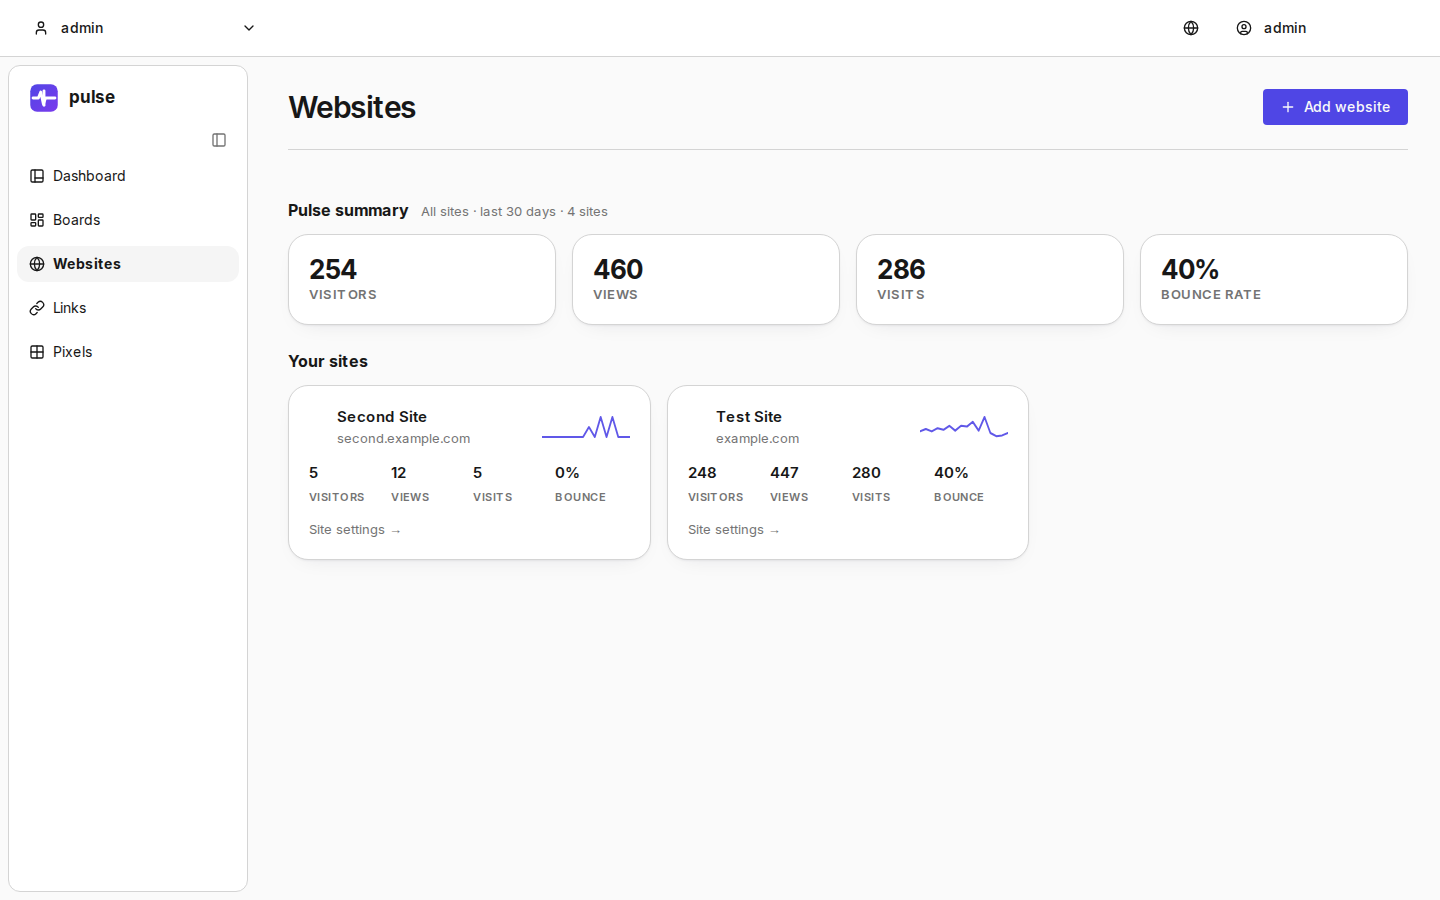 admin
admin
pulse
Dashboard
Boards
Websites
Links
Pixels
Websites
Add website
Pulse summary All sites · last 30 days · 4 sites
254
VISITORS
460
VIEWS
286
VISITS
40%
BOUNCE RATE
Your sites
Second Site
second.example.com
5 12 5 0%
VISITORS VIEWS VISITS BOUNCE
Site settings →
Test Site
example.com
248 447 280 40%
VISITORS VIEWS VISITS BOUNCE
Site settings →